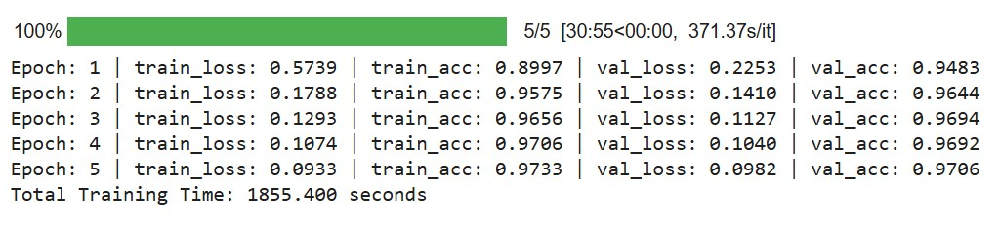 100% 5/5 [30:55<00:00, 371.37s/it]
Epoch: 1 | train_loss: 0.5739 | train_acc: 0.8997 | val_loss: 0.2253 | val_acc: 0.9483
Epoch: 2 | train_loss: 0.1788 | train_acc: 0.9575 | val_loss: 0.1410 | val_acc: 0.9644
Epoch: 3 | train_loss: 0.1293 | train_acc: 0.9656 | val_loss: 0.1127 | val_acc: 0.9694
Epoch: 4 | train_loss: 0.1074 | train_acc: 0.9706 | val_loss: 0.1040 | val_acc: 0.9692
Epoch: 5 | train_loss: 0.0933 | train_acc: 0.9733 | val_loss: 0.0982 | val_acc: 0.9706
Total Training Time: 1855.400 seconds